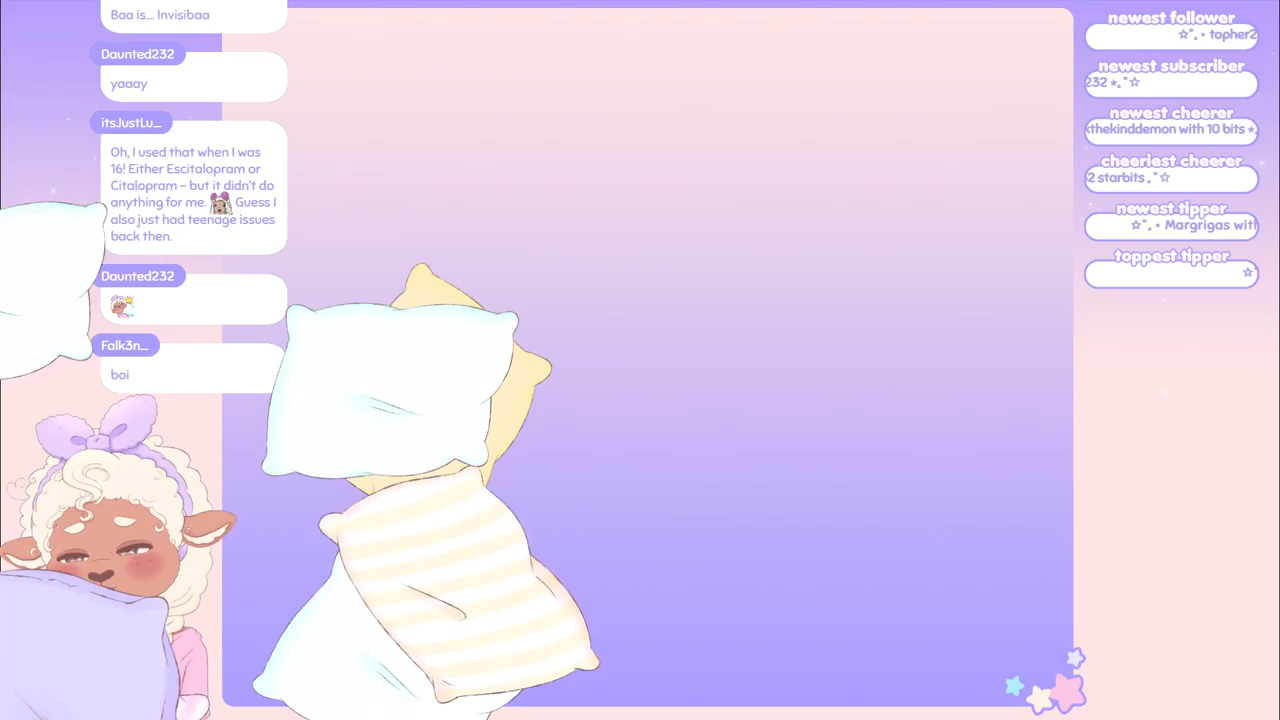 Baa is... Invisibaa
Daunted232
yaaay
itsJustLu...
Oh, I used that when I was
16! Either Escitalopram or
Citalopram - but it didn't do
anything for me. Guess I
also just had teenage issues
back then.
Daunted232
Falk3n...
boi
newest follower
☆˚｡⋆ topher2
newest subscriber
232 ⋆｡˚☆
newest cheerer
thekinddemon with 10 bits ⋆
cheeriest cheerer
2 starbits ｡˚☆
newest tipper
☆˚｡⋆ Margrigas with
toppest tipper
☆